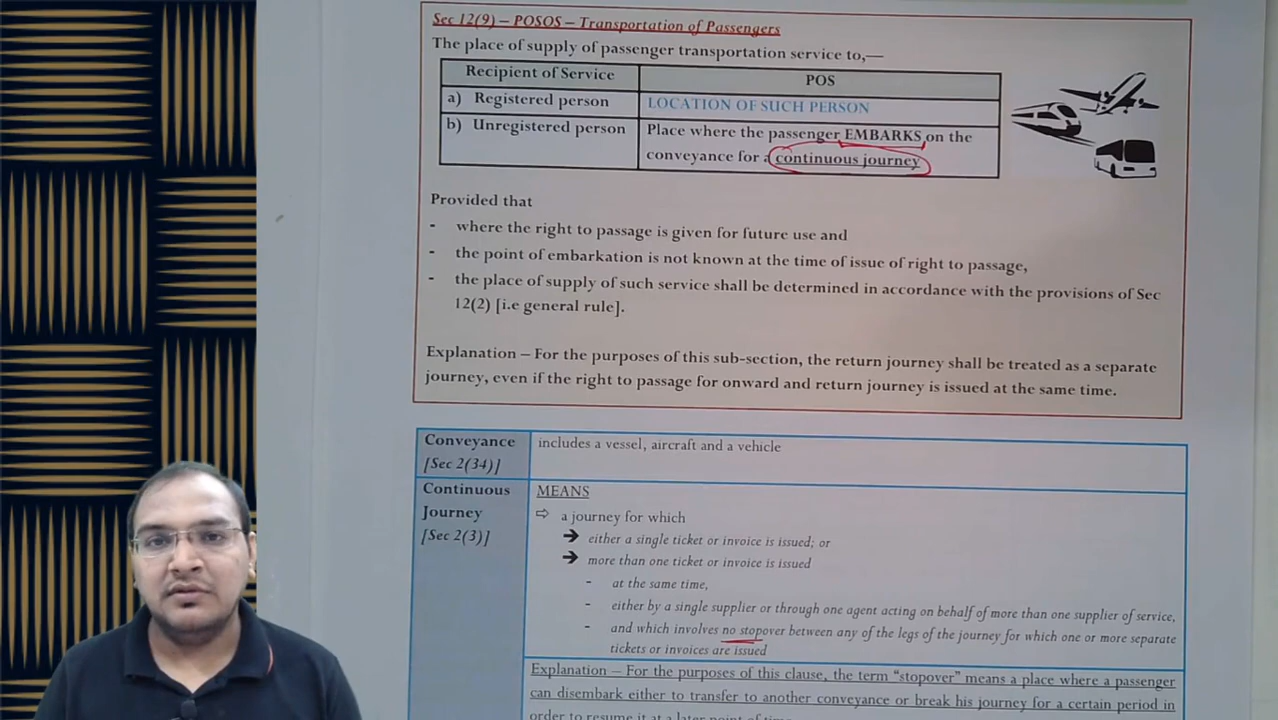 Sec 12(9) – POSOS – Transportation of Passengers
The place of supply of passenger transportation service to,—
Recipient of Service
POS
a) Registered person
LOCATION OF SUCH PERSON
b) Unregistered person
Place where the passenger EMBARKS on the
conveyance for a continuous journey
Provided that
- where the right to passage is given for future use and
- the point of embarkation is not known at the time of issue of right to passage,
- the place of supply of such service shall be determined in accordance with the provisions of Sec
12(2) [i.e general rule].
Explanation – For the purposes of this sub-section, the return journey shall be treated as a separate
journey, even if the right to passage for onward and return journey is issued at the same time.
Conveyance
[Sec 2(34)]
includes a vessel, aircraft and a vehicle
Continuous
Journey
[Sec 2(3)]
MEANS
⇨ a journey for which
➔ either a single ticket or invoice is issued; or
➔ more than one ticket or invoice is issued
- at the same time,
- either by a single supplier or through one agent acting on behalf of more than one supplier of service,
- and which involves no stopover between any of the legs of the journey for which one or more separate
tickets or invoices are issued
Explanation – For the purposes of this clause, the term "stopover" means a place where a passenger
can disembark either to transfer to another conveyance or break his journey for a certain period in
order to resume it at a later point of time.